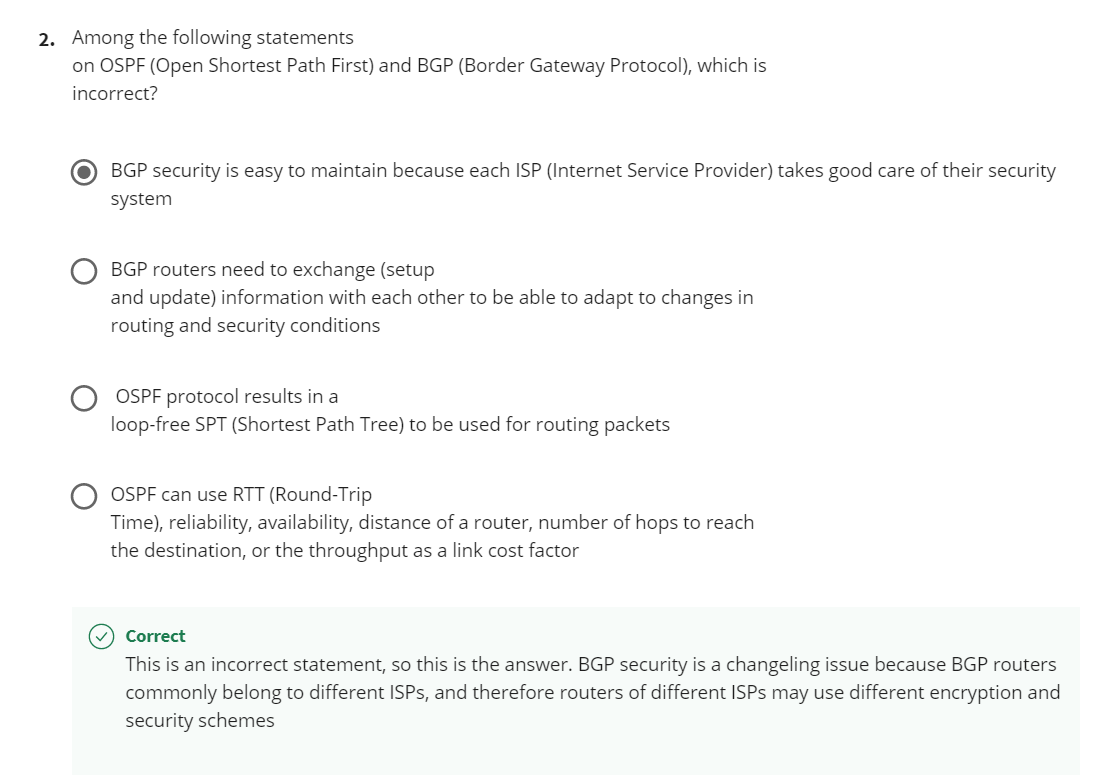 2. Among the following statements
on OSPF (Open Shortest Path First) and BGP (Border Gateway Protocol), which is
incorrect?
BGP security is easy to maintain because each ISP (Internet Service Provider) takes good care of their security
system
BGP routers need to exchange (setup
and update) information with each other to be able to adapt to changes in
routing and security conditions
OSPF protocol results in a
loop-free SPT (Shortest Path Tree) to be used for routing packets
OSPF can use RTT (Round-Trip
Time), reliability, availability, distance of a router, number of hops to reach
the destination, or the throughput as a link cost factor
Correct
This is an incorrect statement, so this is the answer. BGP security is a changeling issue because BGP routers
commonly belong to different ISPs, and therefore routers of different ISPs may use different encryption and
security schemes